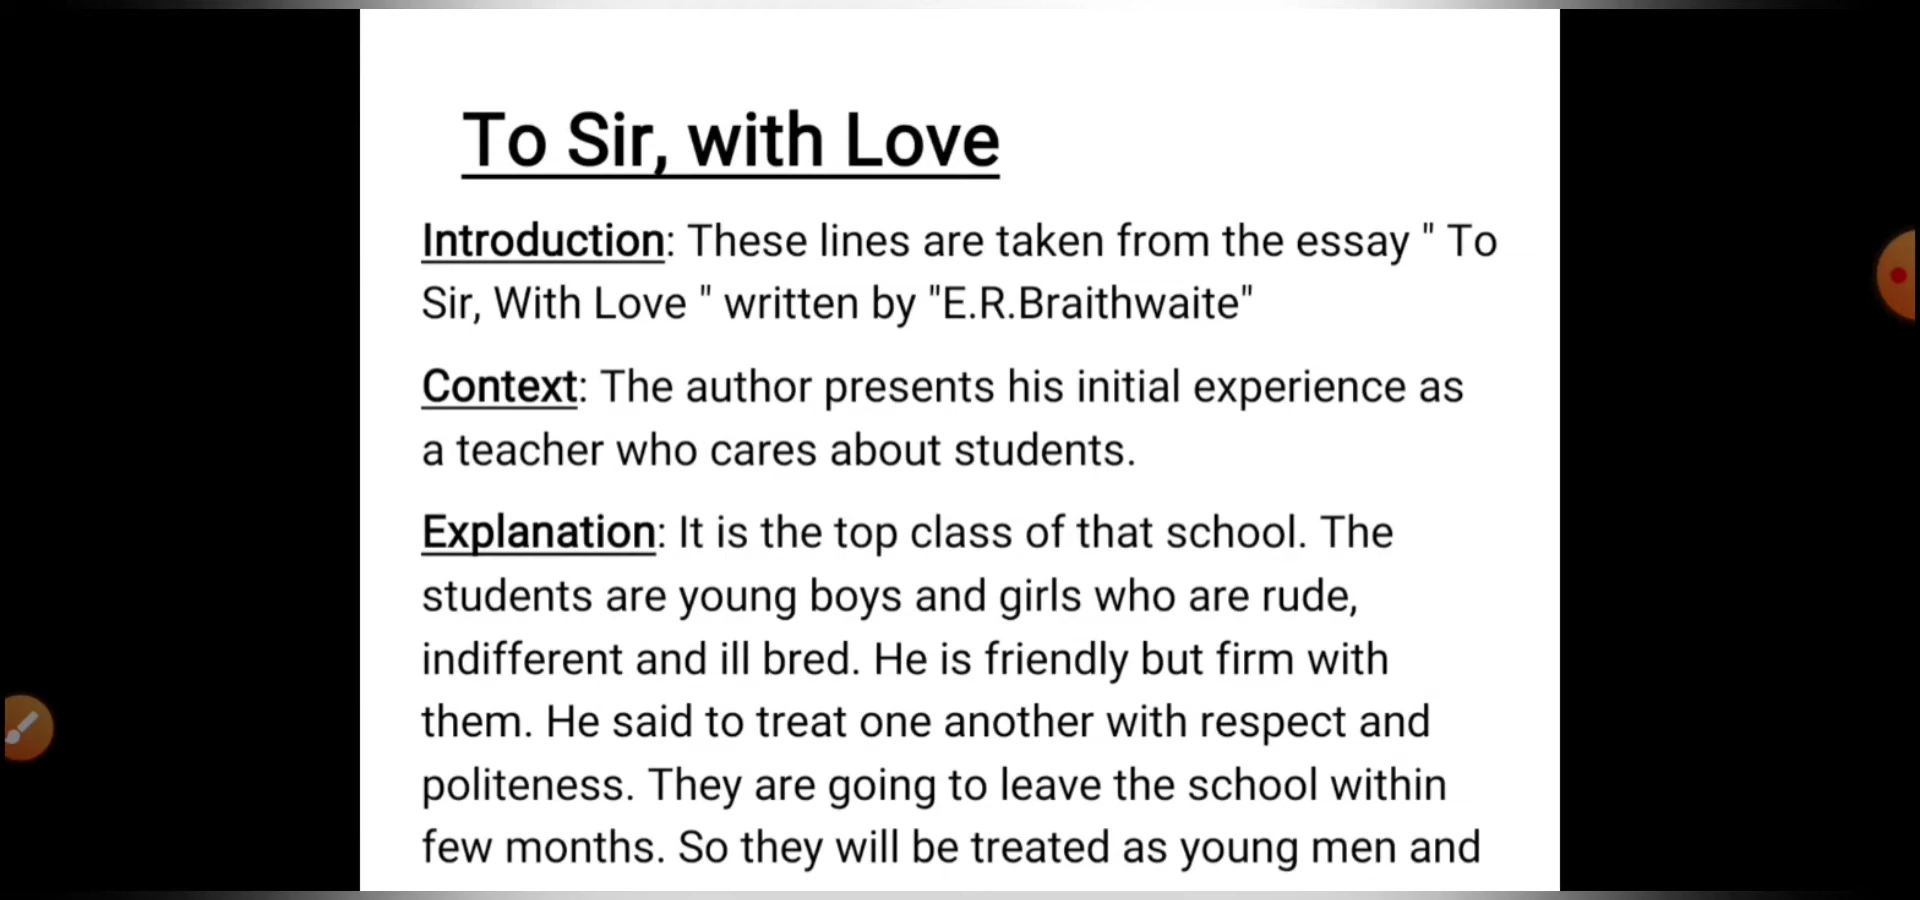 To Sir, with Love
Introduction: These lines are taken from the essay " To
Sir, With Love " written by "E.R.Braithwaite"
Context: The author presents his initial experience as
a teacher who cares about students.
Explanation: It is the top class of that school. The
students are young boys and girls who are rude,
indifferent and ill bred. He is friendly but firm with
them. He said to treat one another with respect and
politeness. They are going to leave the school within
few months. So they will be treated as young men and